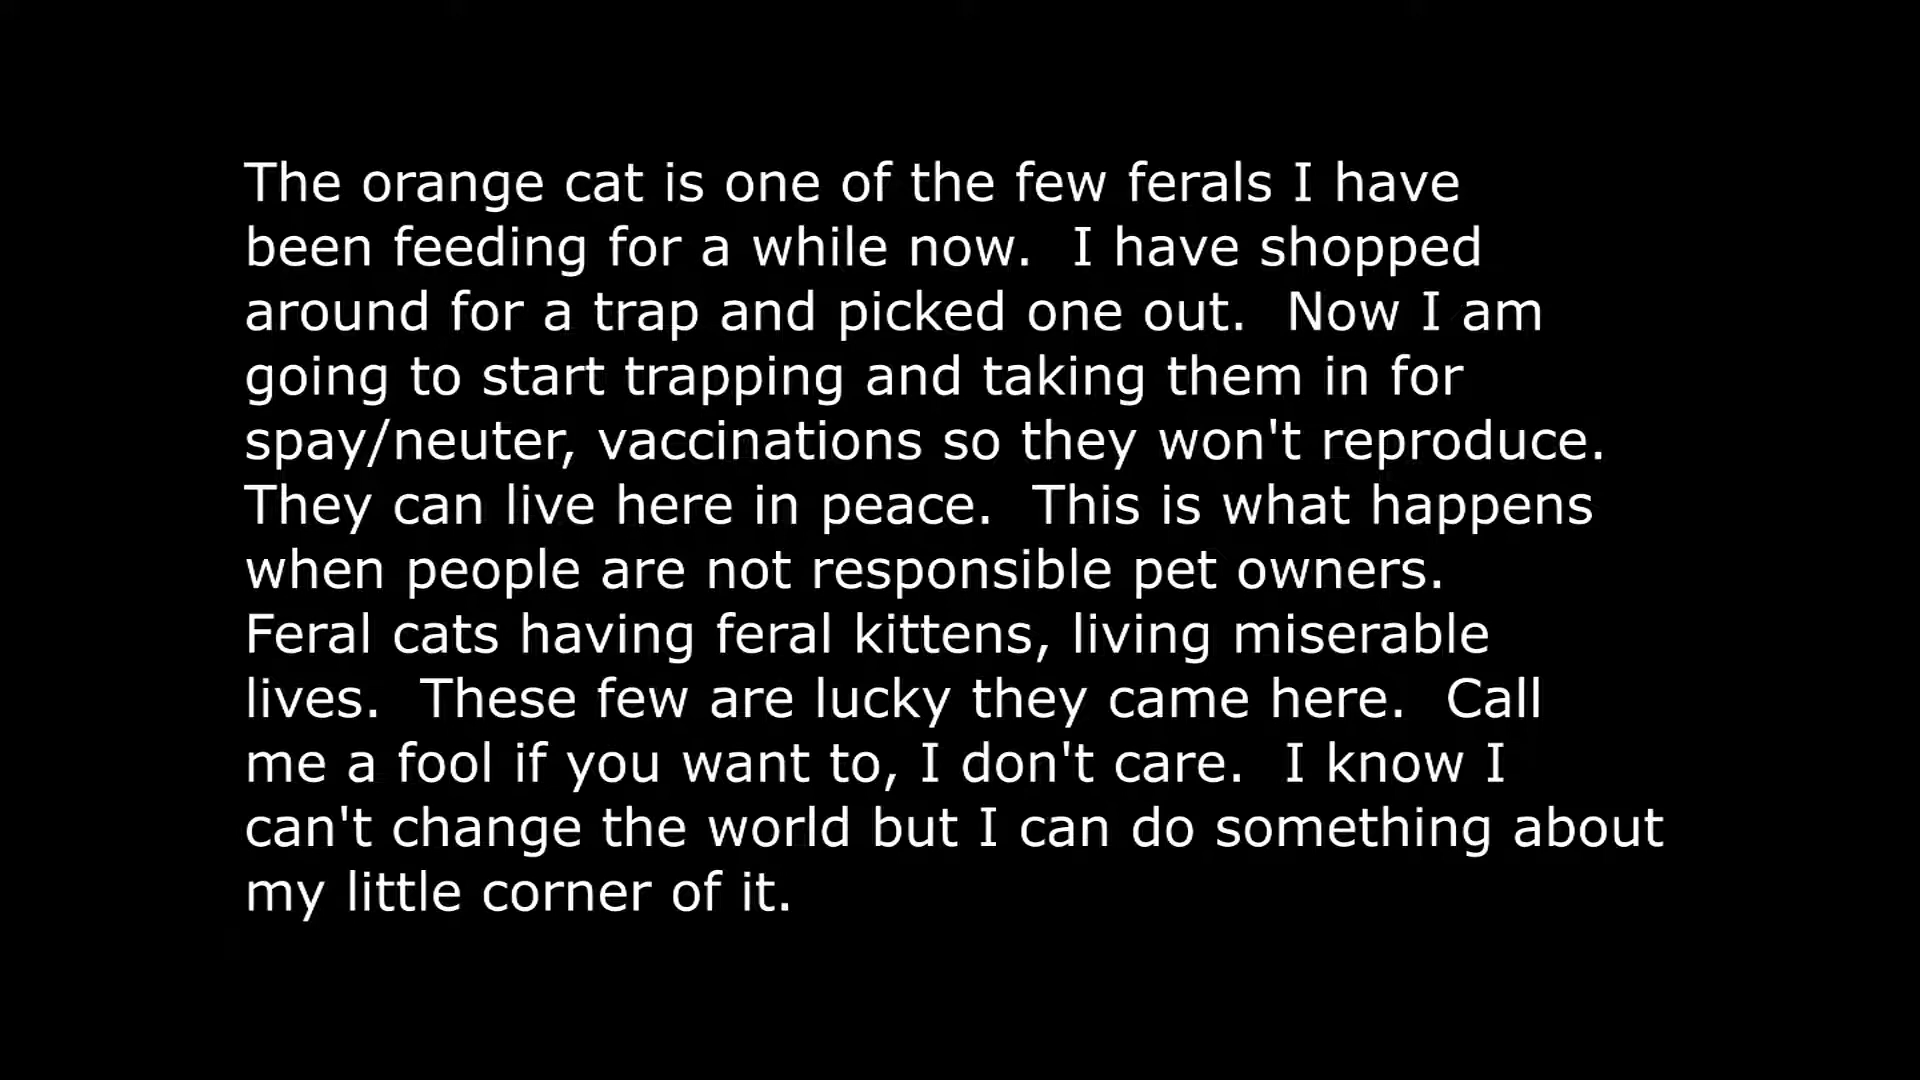 The orange cat is one of the few ferals I have
been feeding for a while now.  I have shopped
around for a trap and picked one out.  Now I am
going to start trapping and taking them in for
spay/neuter, vaccinations so they won't reproduce.
They can live here in peace.  This is what happens
when people are not responsible pet owners.
Feral cats having feral kittens, living miserable
lives.  These few are lucky they came here.  Call
me a fool if you want to, I don't care.  I know I
can't change the world but I can do something about
my little corner of it.